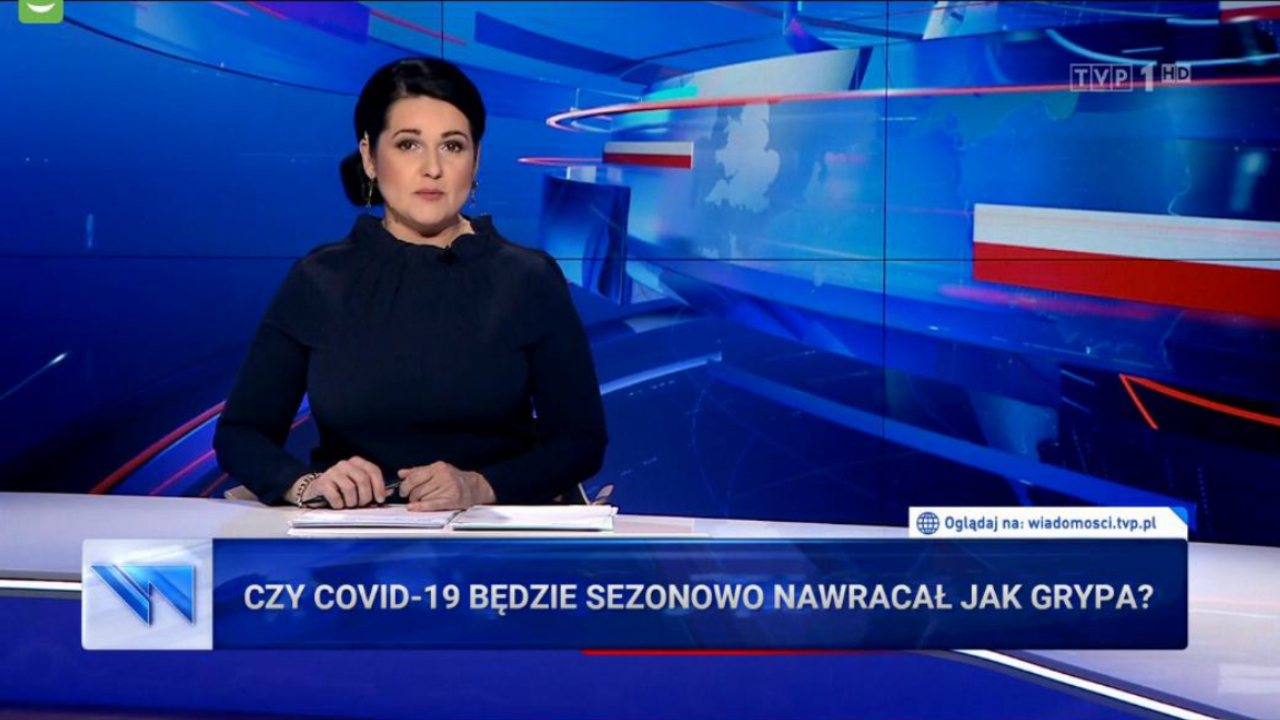 TVP 1 HD
Oglądaj na: wiadomosci.tvp.pl
CZY COVID-19 BĘDZIE SEZONOWO NAWRACAŁ JAK GRYPA?